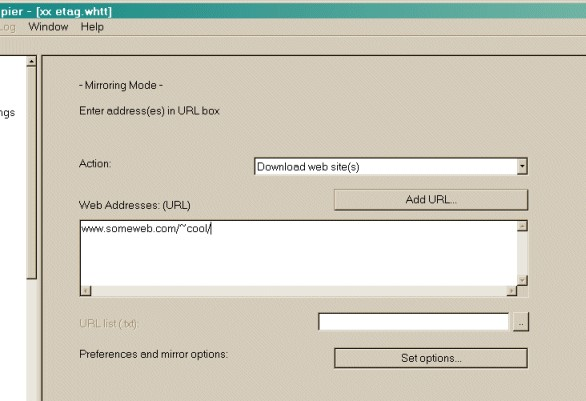 pier - [xx etag.whtt]
Log Window Help
ngs
- Mirroring Mode -
Enter address(es) in URL box
Action:
Download web site(s)
Web Addresses: (URL)
Add URL...
www.someweb.com/~cool/
URL list (.txt):
..
Preferences and mirror options:
Set options...